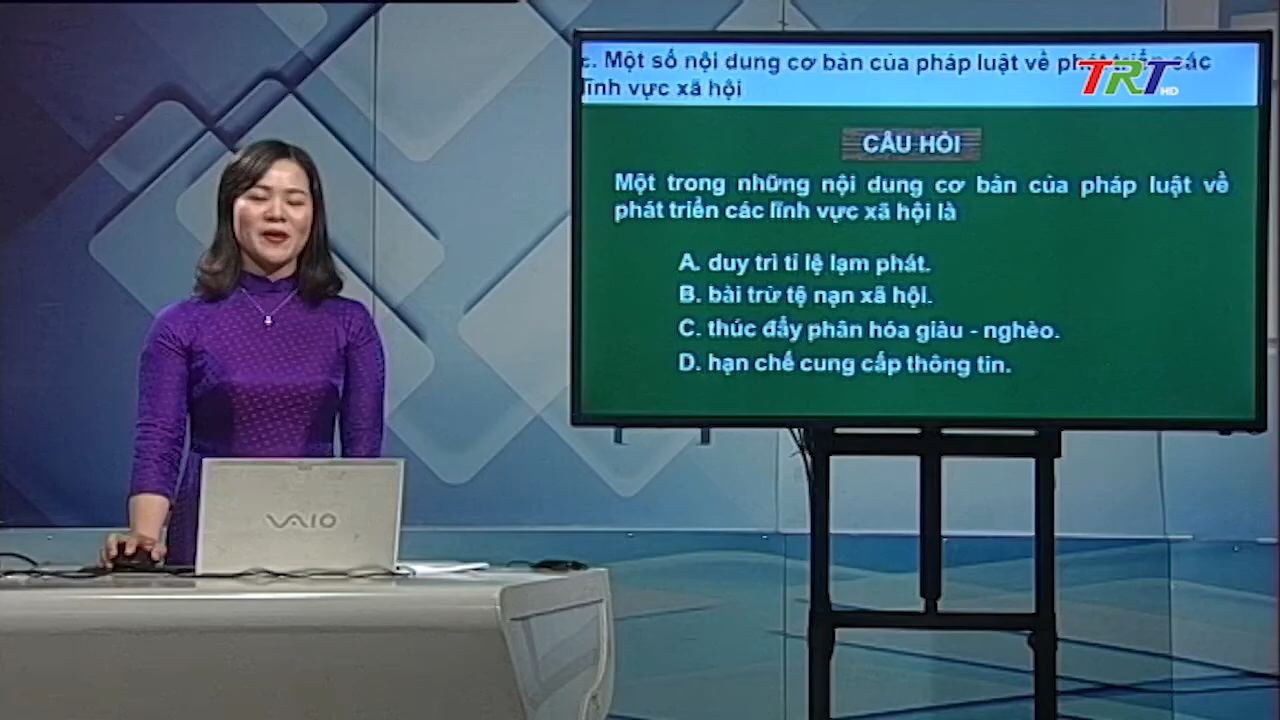 c. Một số nội dung cơ bản của pháp luật về phát triển các
lĩnh vực xã hội
TRT HD
CÂU HỎI
Một trong những nội dung cơ bản của pháp luật về
phát triển các lĩnh vực xã hội là
A. duy trì tỉ lệ lạm phát.
B. bài trừ tệ nạn xã hội.
C. thúc đẩy phân hóa giàu - nghèo.
D. hạn chế cung cấp thông tin.
VAIO